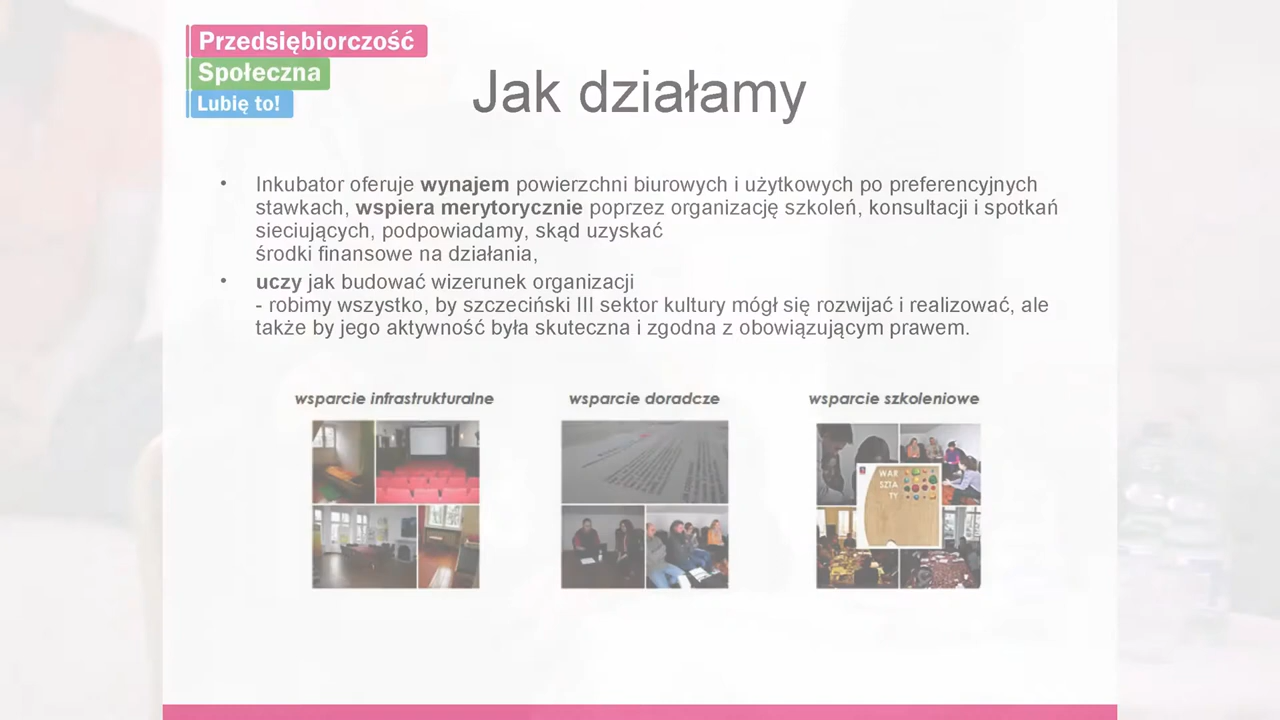 Przedsiębiorczość
Społeczna
Lubię to!
Jak działamy
• Inkubator oferuje wynajem powierzchni biurowych i użytkowych po preferencyjnych
stawkach, wspiera merytorycznie poprzez organizację szkoleń, konsultacji i spotkań
sieciujących, podpowiadamy, skąd uzyskać
środki finansowe na działania,
• uczy jak budować wizerunek organizacji
- robimy wszystko, by szczeciński III sektor kultury mógł się rozwijać i realizować, ale
także by jego aktywność była skuteczna i zgodna z obowiązującym prawem.
wsparcie infrastrukturalne
wsparcie doradcze
wsparcie szkoleniowe
WAR
SZTA
TY